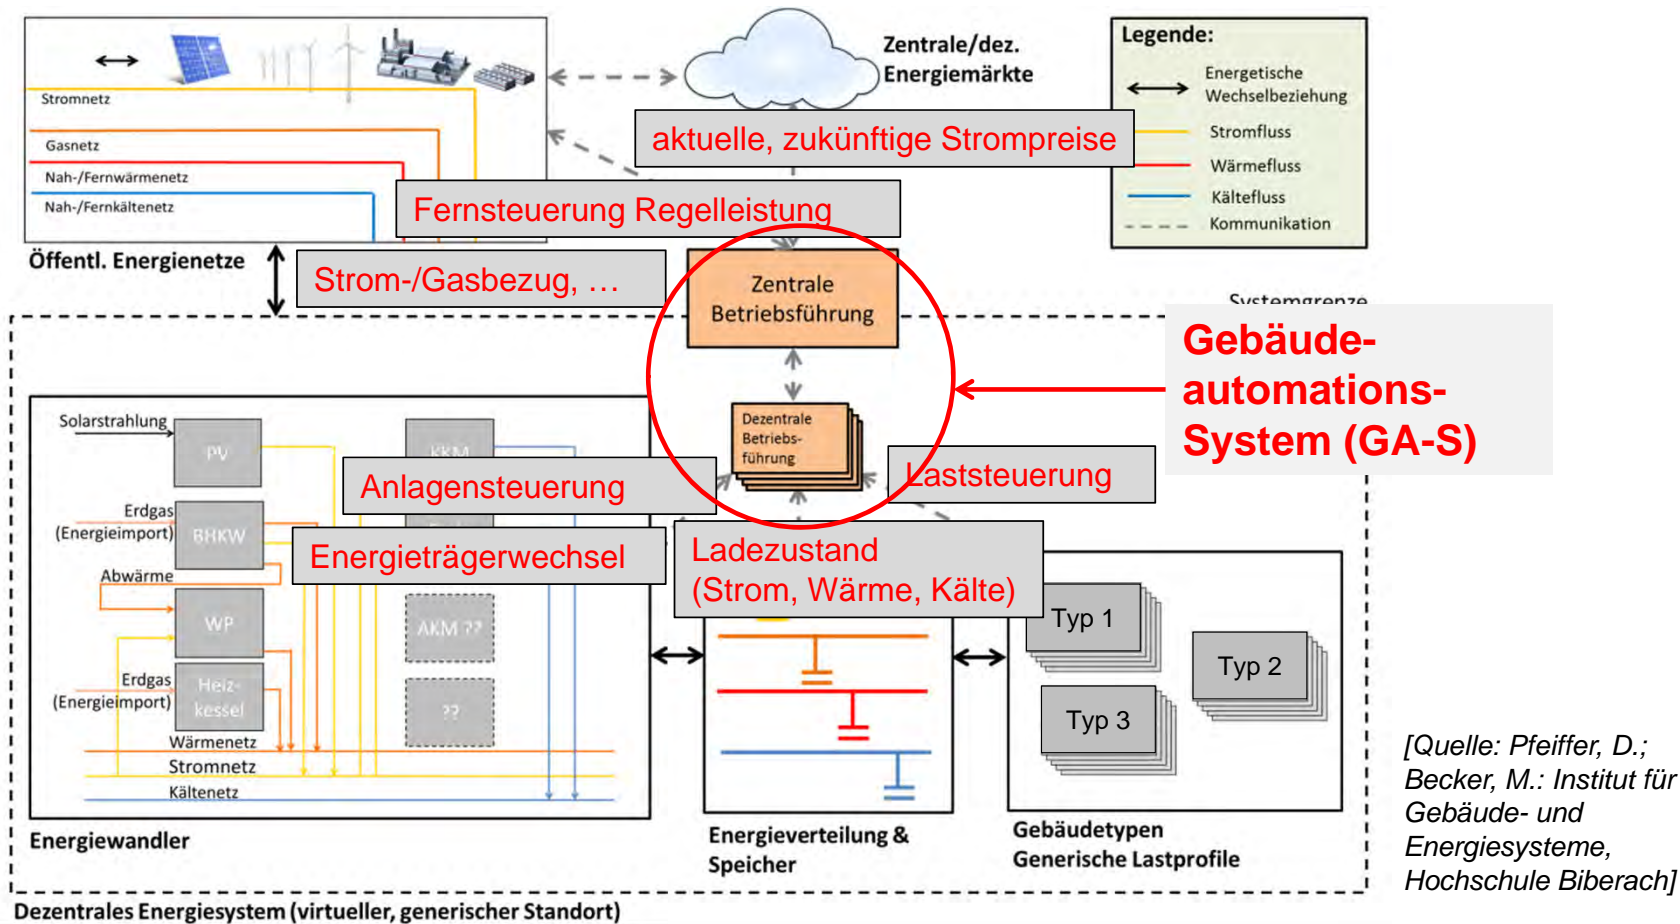 Stromnetz
Gasnetz
Nah-/Fernwärmenetz
Nah-/Fernkältenetz
Öffentl. Energienetze
Zentrale/dez.
Energiemärkte
Legende:
Energetische
Wechselbeziehung
Stromfluss
Wärmefluss
Kältefluss
Kommunikation
aktuelle, zukünftige Strompreise
Fernsteuerung Regelleistung
Strom-/Gasbezug, …
Zentrale
Betriebsführung
Systemgrenze
Gebäude-
automations-
System (GA-S)
Dezentrale
Betriebs-
führung
Solarstrahlung
PV
KKM
Anlagensteuerung
Laststeuerung
Erdgas
(Energieimport)
BHKW
Energieträgerwechsel
Ladezustand
(Strom, Wärme, Kälte)
Abwärme
WP
AKM ??
Erdgas
(Energieimport)
Heiz-
kessel
??
Wärmenetz
Stromnetz
Kältenetz
Typ 1
Typ 2
Typ 3
Energiewandler
Energieverteilung &
Speicher
Gebäudetypen
Generische Lastprofile
Dezentrales Energiesystem (virtueller, generischer Standort)
[Quelle: Pfeiffer, D.;
Becker, M.: Institut für
Gebäude- und
Energiesysteme,
Hochschule Biberach]